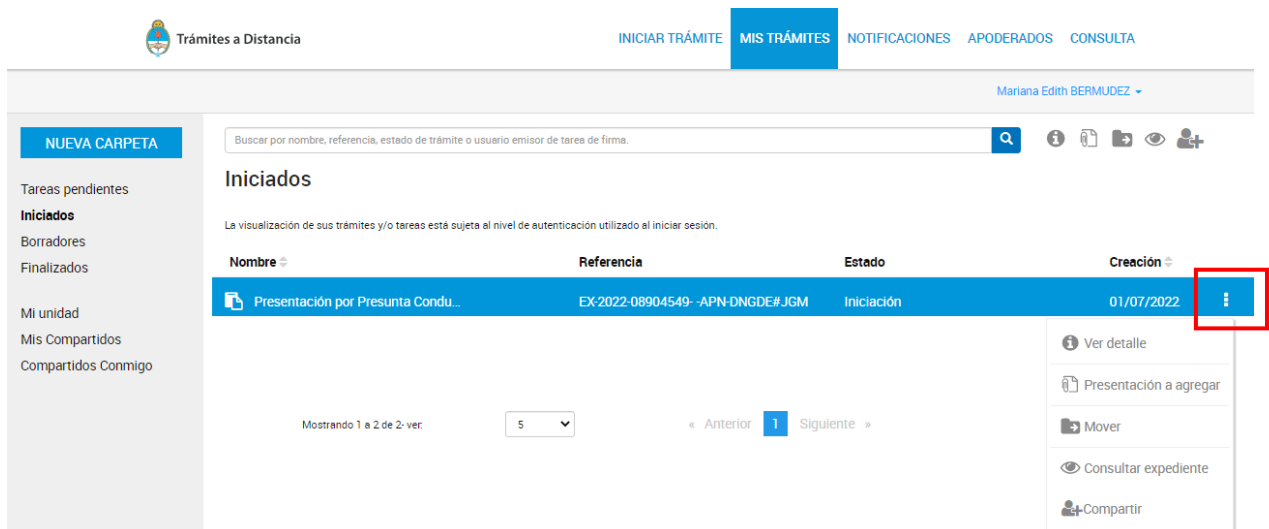 Trámites a Distancia
INICIAR TRÁMITE MIS TRÁMITES NOTIFICACIONES APODERADOS CONSULTA
Mariana Edith BERMUDEZ
NUEVA CARPETA
Tareas pendientes
Iniciados
Borradores
Finalizados
Mi unidad
Mis Compartidos
Compartidos Conmigo
Buscar por nombre, referencia, estado de trámite o usuario emisor de tarea de firma.
Iniciados
La visualización de sus trámites y/o tareas está sujeta al nivel de autenticación utilizado al iniciar sesión.
Nombre Referencia Estado Creación
Presentación por Presunta Condu... EX-2022-08904549- -APN-DNGDE#JGM Iniciación 01/07/2022
Ver detalle
Presentación a agregar
Mover
Consultar expediente
Compartir
Mostrando 1 a 2 de 2- ver: 5 « Anterior 1 Siguiente »